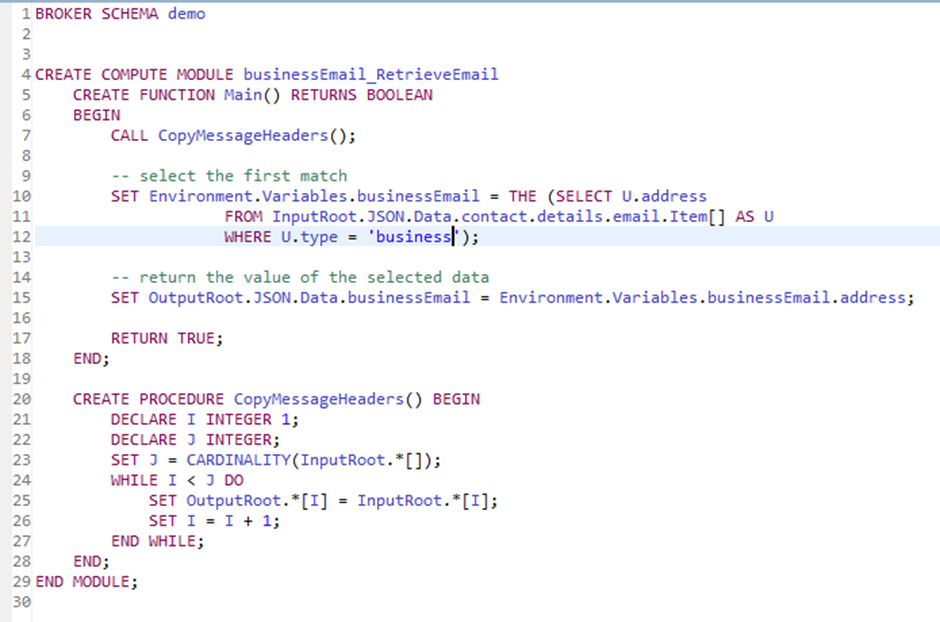 1 BROKER SCHEMA demo
2
3
4 CREATE COMPUTE MODULE businessEmail_RetrieveEmail
5 CREATE FUNCTION Main() RETURNS BOOLEAN
6 BEGIN
7 CALL CopyMessageHeaders();
8
9 -- select the first match
10 SET Environment.Variables.businessEmail = THE (SELECT U.address
11 FROM InputRoot.JSON.Data.contact.details.email.Item[] AS U
12 WHERE U.type = 'business');
13
14 -- return the value of the selected data
15 SET OutputRoot.JSON.Data.businessEmail = Environment.Variables.businessEmail.address;
16
17 RETURN TRUE;
18 END;
19
20 CREATE PROCEDURE CopyMessageHeaders() BEGIN
21 DECLARE I INTEGER 1;
22 DECLARE J INTEGER;
23 SET J = CARDINALITY(InputRoot.*[]);
24 WHILE I < J DO
25 SET OutputRoot.*[I] = InputRoot.*[I];
26 SET I = I + 1;
27 END WHILE;
28 END;
29 END MODULE;
30